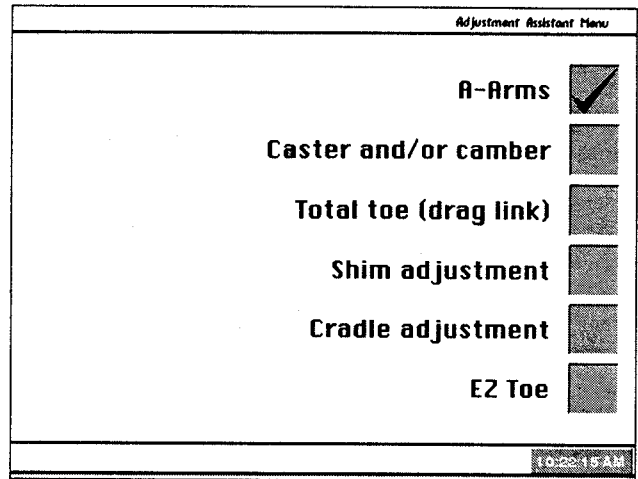 Adjustment Assistant Menu
A-Arms
Caster and/or camber
Total toe (drag link)
Shim adjustment
Cradle adjustment
EZ Toe
10:22:15 AM